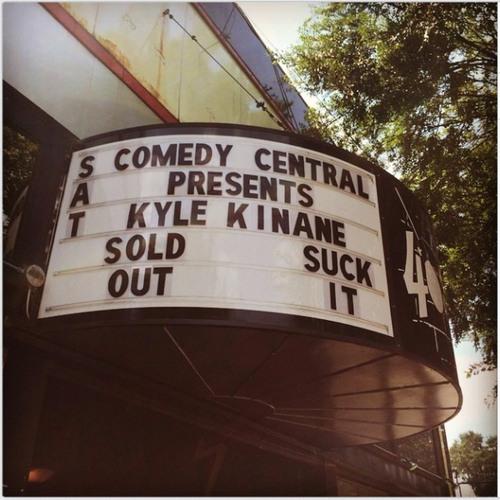 S COMEDY CENTRAL
A PRESENTS
T KYLE KINANE
SOLD SUCK
OUT IT
40